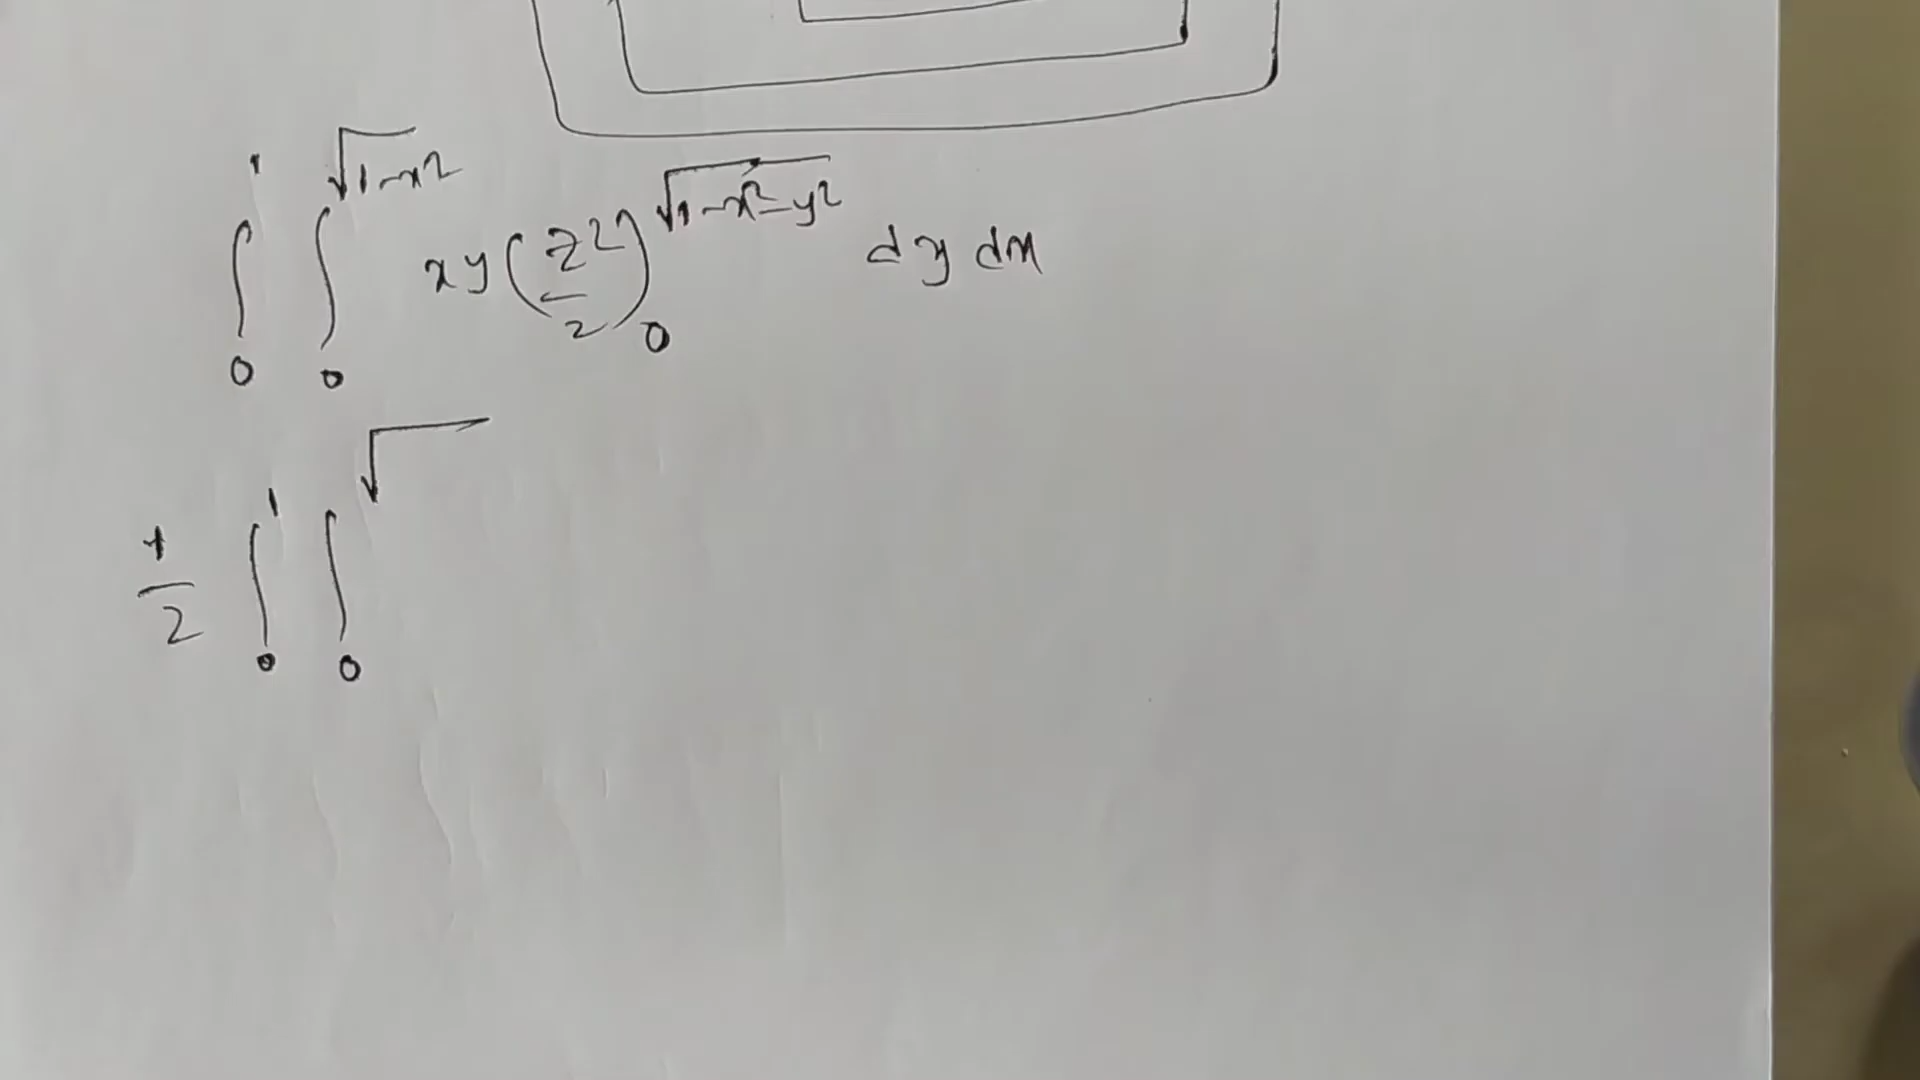 ∫₀¹ ∫₀^√(1-x²) xy (z²/2)₀^√(1-x²-y²) dy dx
1/2 ∫₀¹ ∫₀^√